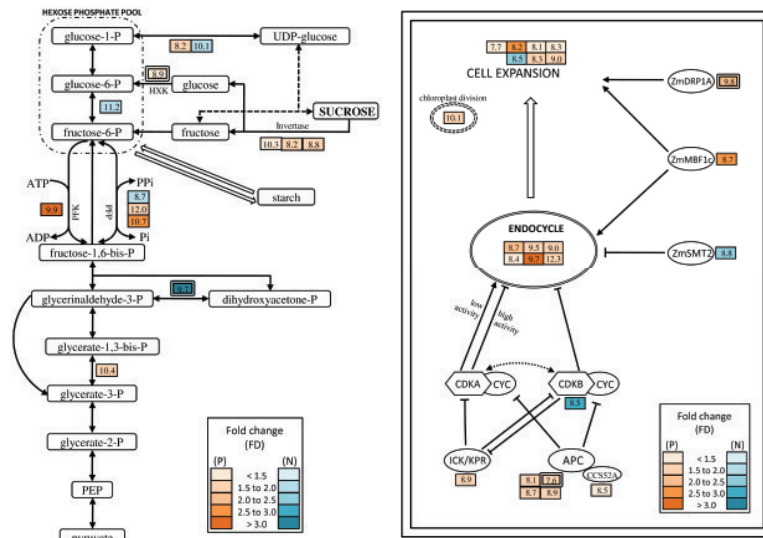 HEXOSE PHOSPHATE POOL
glucose-1-P
8.2 10.1
UDP-glucose
glucose-6-P
8.9
HXK
glucose
11.2
SUCROSE
fructose-6-P
fructose
Invertase
10.3 8.2 8.8
ATP
PPi
starch
9.9
PFK
PFP
8.7
12.0
10.7
ADP
Pi
fructose-1,6-bis-P
9.7
glycerinaldehyde-3-P
dihydroxyacetone-P
glycerate-1,3-bis-P
10.4
glycerate-3-P
glycerate-2-P
PEP
Fold change
(FD)
(P) (N)
< 1.5
1.5 to 2.0
2.0 to 2.5
2.5 to 3.0
> 3.0
7.7 8.2 8.1 8.3
8.5 8.3 9.0
CELL EXPANSION
chloroplast division
10.1
ZmDRP1A 9.8
ZmMBF1c 8.7
ENDOCYCLE
8.7 9.5 9.0
8.4 9.7 12.3
ZmSMT2 8.8
low activity
high activity
CDKA CYC
CDKB CYC
8.5
ICK/KPR
8.9
APC
CCS52A
8.1 7.6
8.7 8.9
8.5
Fold change
(FD)
(P) (N)
< 1.5
1.5 to 2.0
2.0 to 2.5
2.5 to 3.0
> 3.0